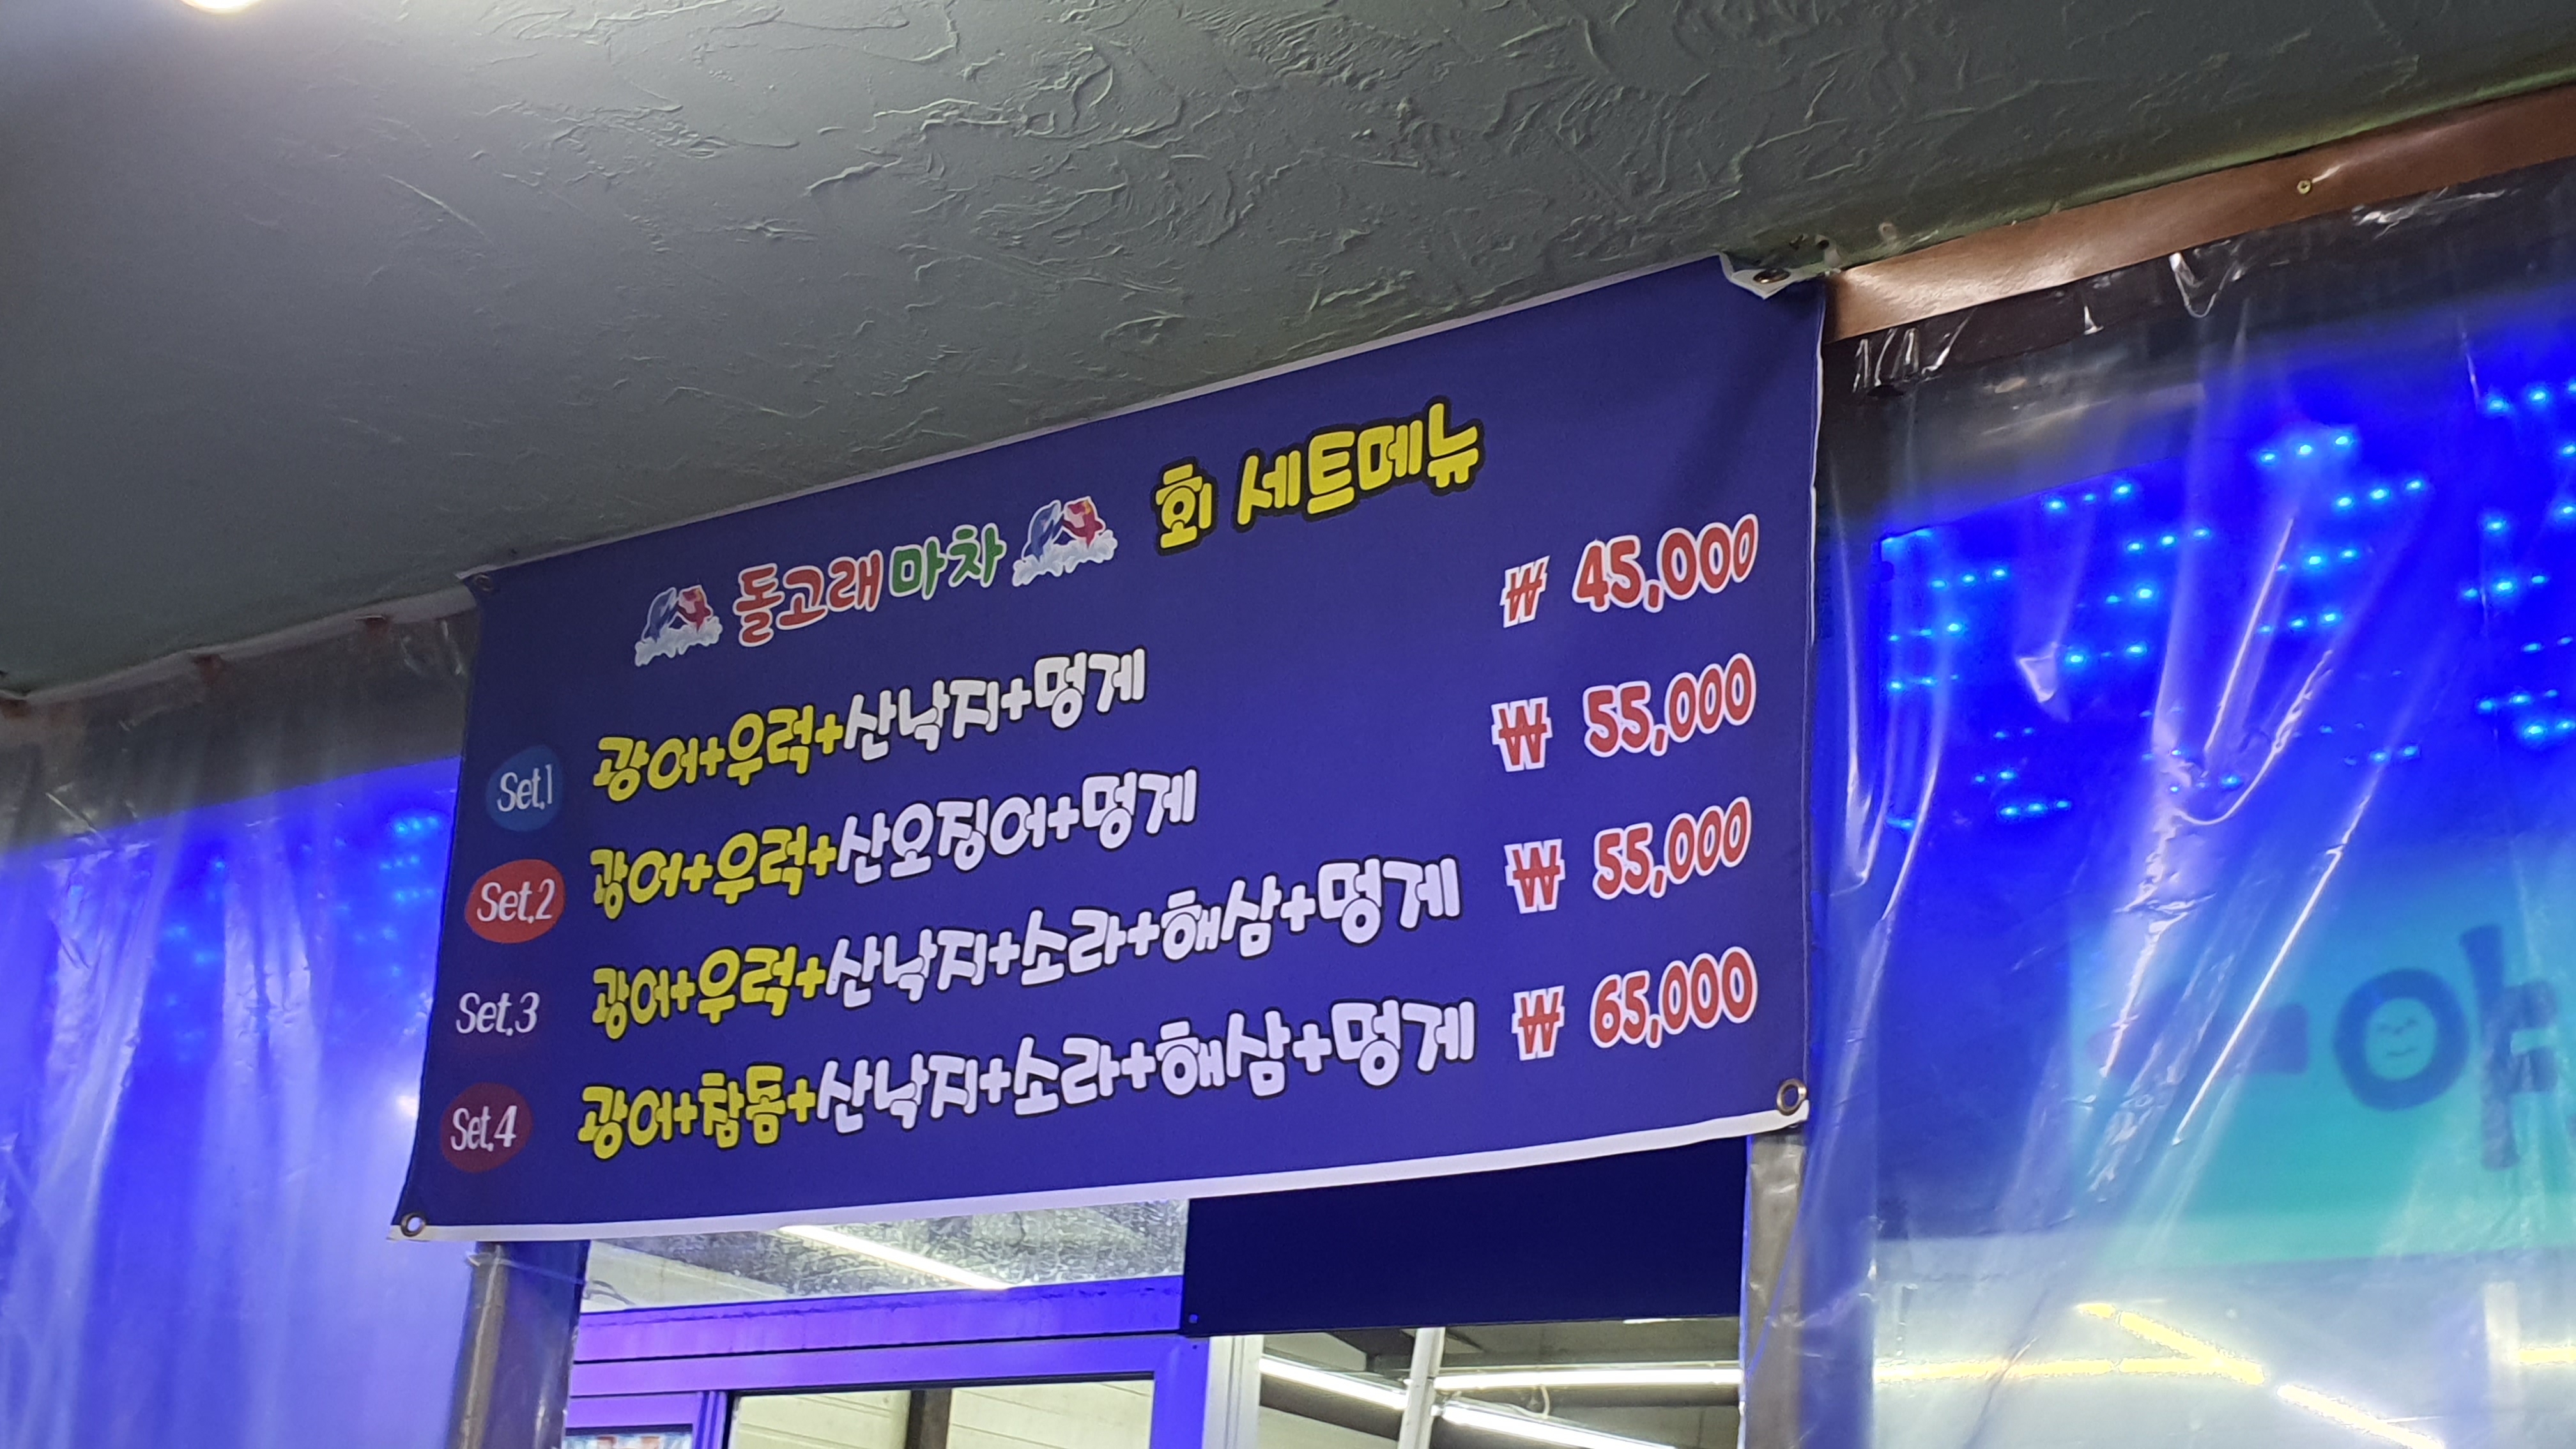 돌고래마차 회 세트메뉴
Set.1 광어+우럭+산낙지+멍게 ₩ 45,000
Set.2 광어+우럭+산오징어+멍게 ₩ 55,000
Set.3 광어+우럭+산낙지+소라+해삼+멍게 ₩ 55,000
Set.4 광어+참돔+산낙지+소라+해삼+멍게 ₩ 65,000